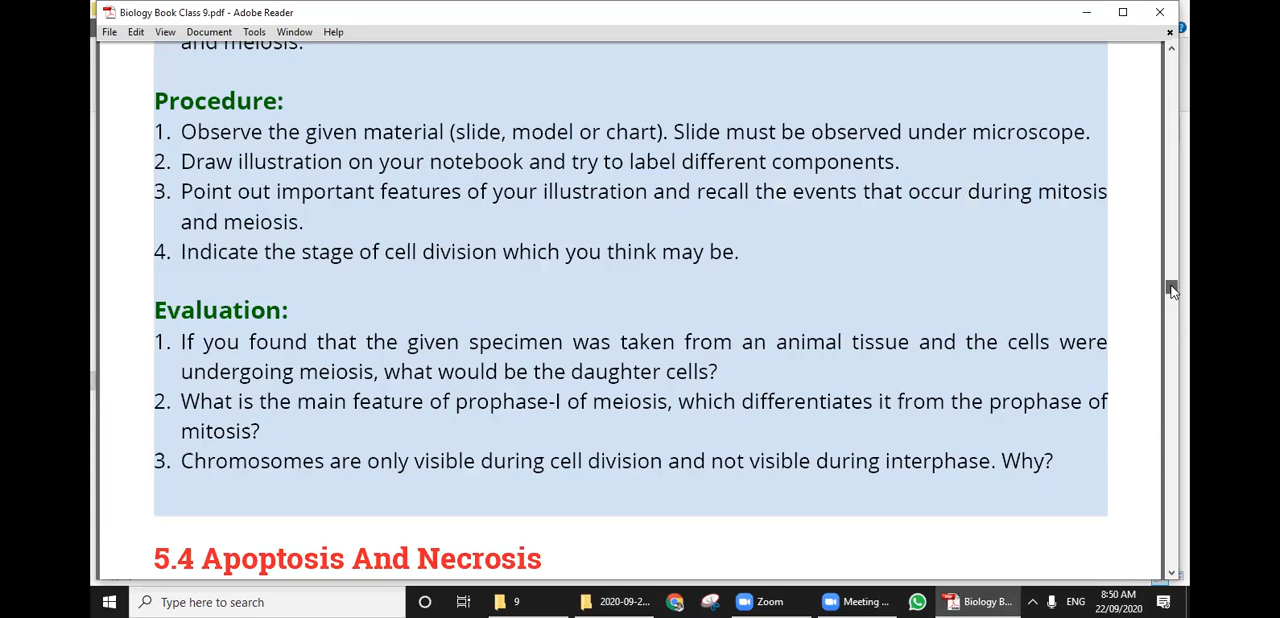 Biology Book Class 9.pdf - Adobe Reader
File Edit View Document Tools Window Help
and meiosis.
Procedure:
1. Observe the given material (slide, model or chart). Slide must be observed under microscope.
2. Draw illustration on your notebook and try to label different components.
3. Point out important features of your illustration and recall the events that occur during mitosis
and meiosis.
4. Indicate the stage of cell division which you think may be.
Evaluation:
1. If you found that the given specimen was taken from an animal tissue and the cells were
undergoing meiosis, what would be the daughter cells?
2. What is the main feature of prophase-I of meiosis, which differentiates it from the prophase of
mitosis?
3. Chromosomes are only visible during cell division and not visible during interphase. Why?
5.4 Apoptosis And Necrosis
Type here to search
9
2020-09-2...
Zoom
Meeting ...
Biology B...
ENG
8:50 AM
22/09/2020